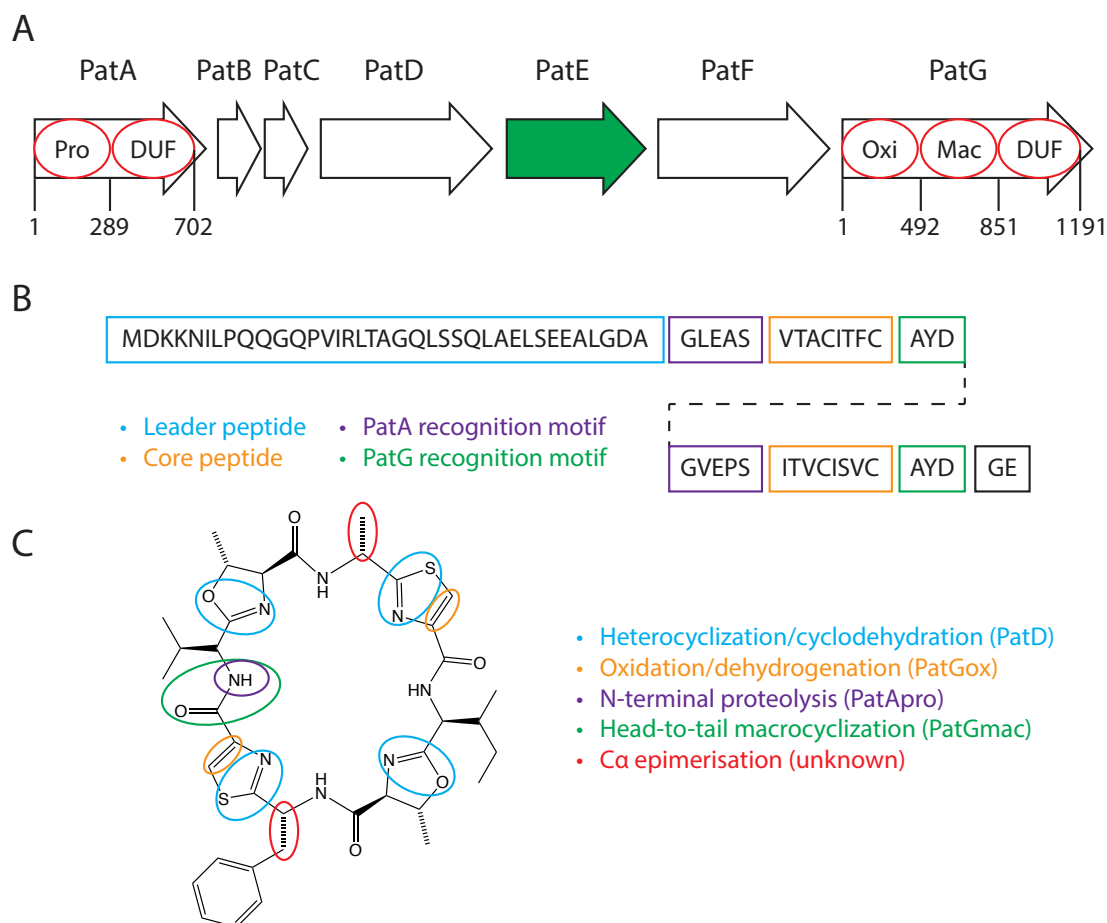 A
PatA PatB PatC PatD PatE PatF PatG
Pro DUF Oxi Mac DUF
1 289 702 1 492 851 1191
B
MDKKNILPQQGQPVIRLTAGQLSSQLAELSEEALGDA GLEAS VTACITFC AYD
• Leader peptide • PatA recognition motif
• Core peptide • PatG recognition motif
GVEPS ITVCISVC AYD GE
C
O
N
H
S
N
O
N
O
NH
O
NH
O
N
S
N
H
O
N
O
• Heterocyclization/cyclodehydration (PatD)
• Oxidation/dehydrogenation (PatGox)
• N-terminal proteolysis (PatApro)
• Head-to-tail macrocyclization (PatGmac)
• Cα epimerisation (unknown)